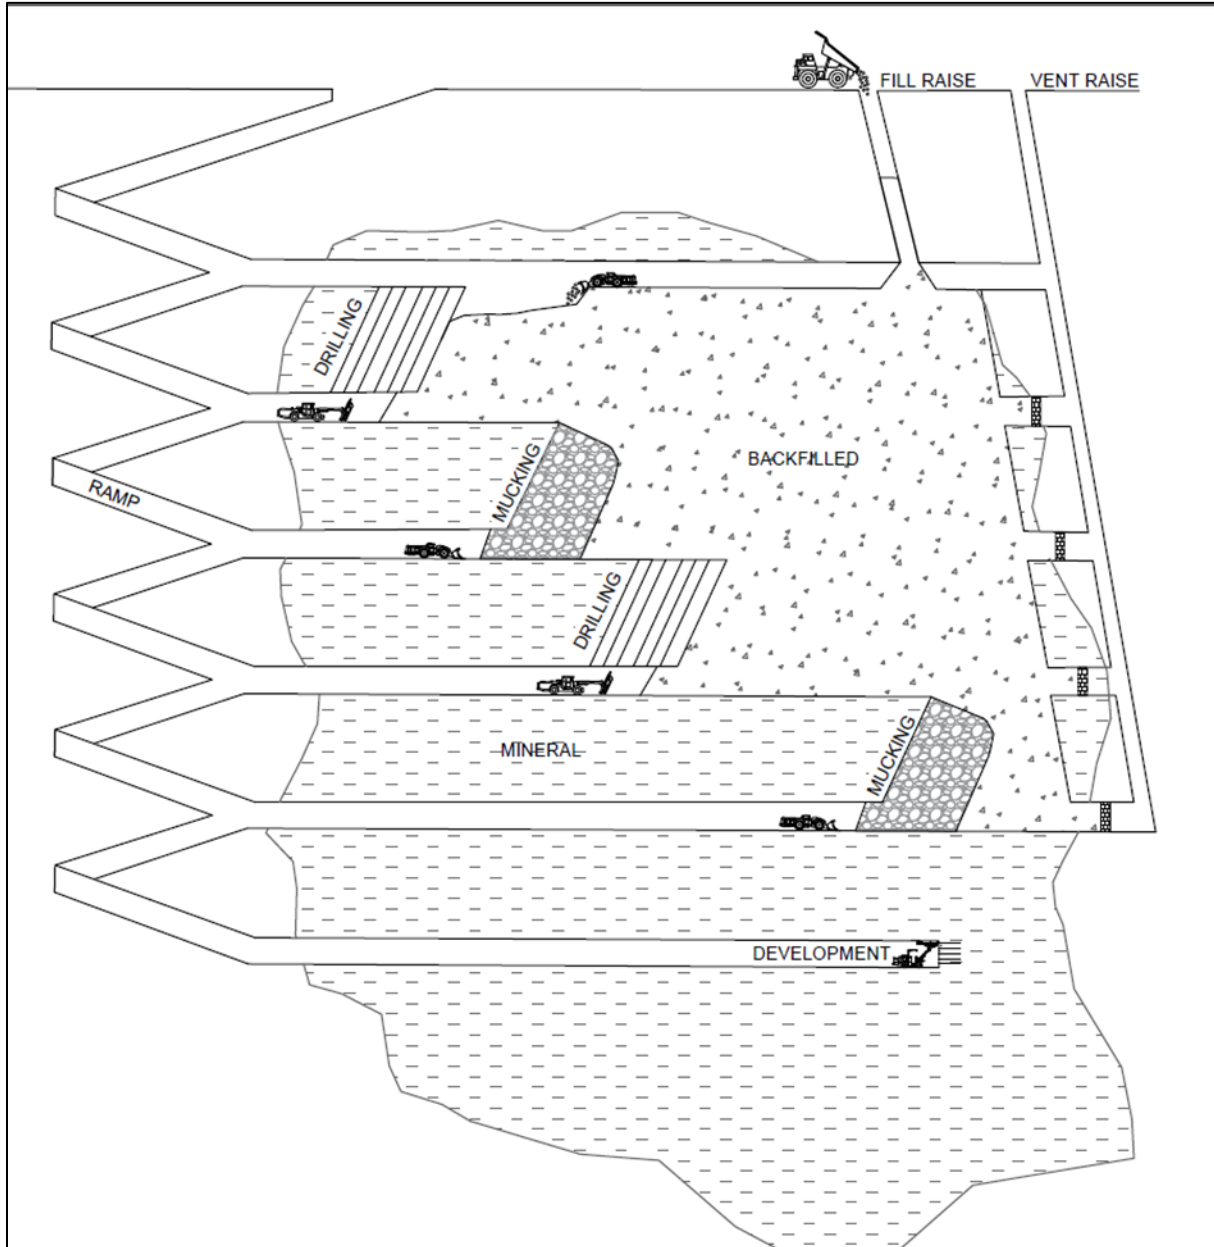 FILL RAISE
VENT RAISE
DRILLING
MUCKING
BACKFILLED
RAMP
DRILLING
MINERAL
MUCKING
DEVELOPMENT